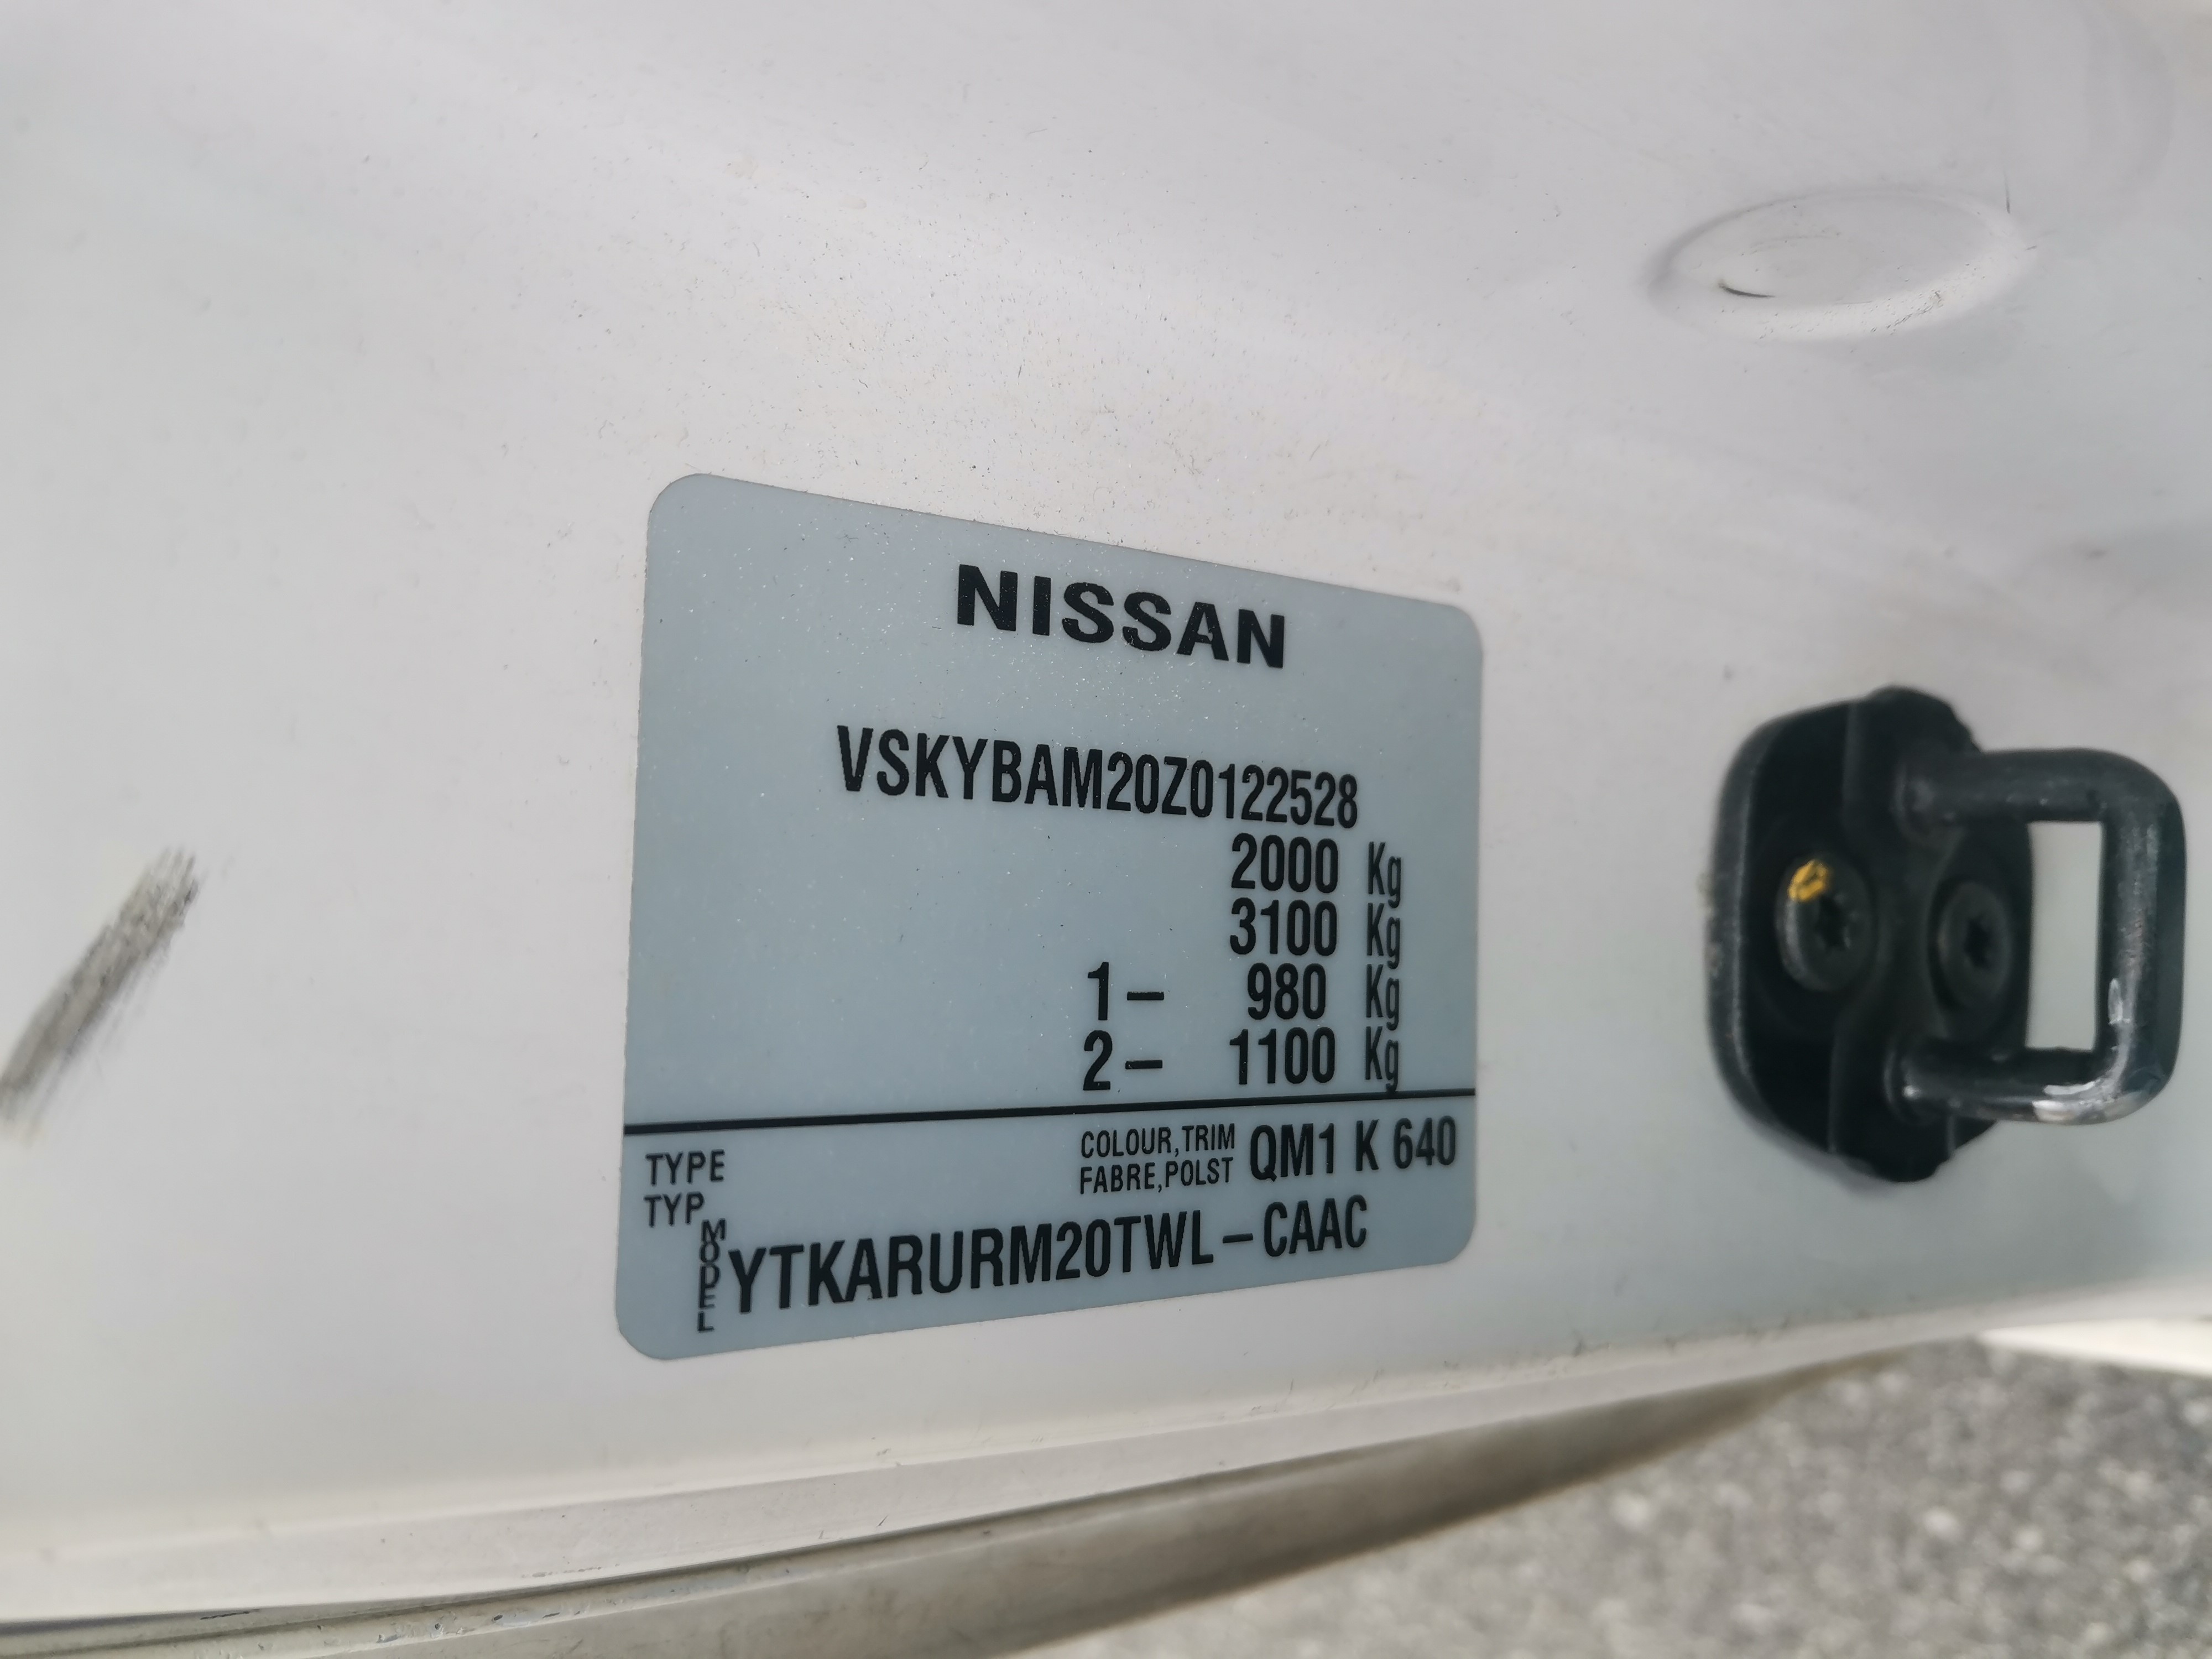 NISSAN
VSKYBAM20Z0122528
2000 Kg
3100 Kg
1– 980 Kg
2– 1100 Kg
TYPE
TYP
COLOUR,TRIM
FABRE,POLST
QM1 K 640
MODEL
YTKARURM20TWL–CAAC